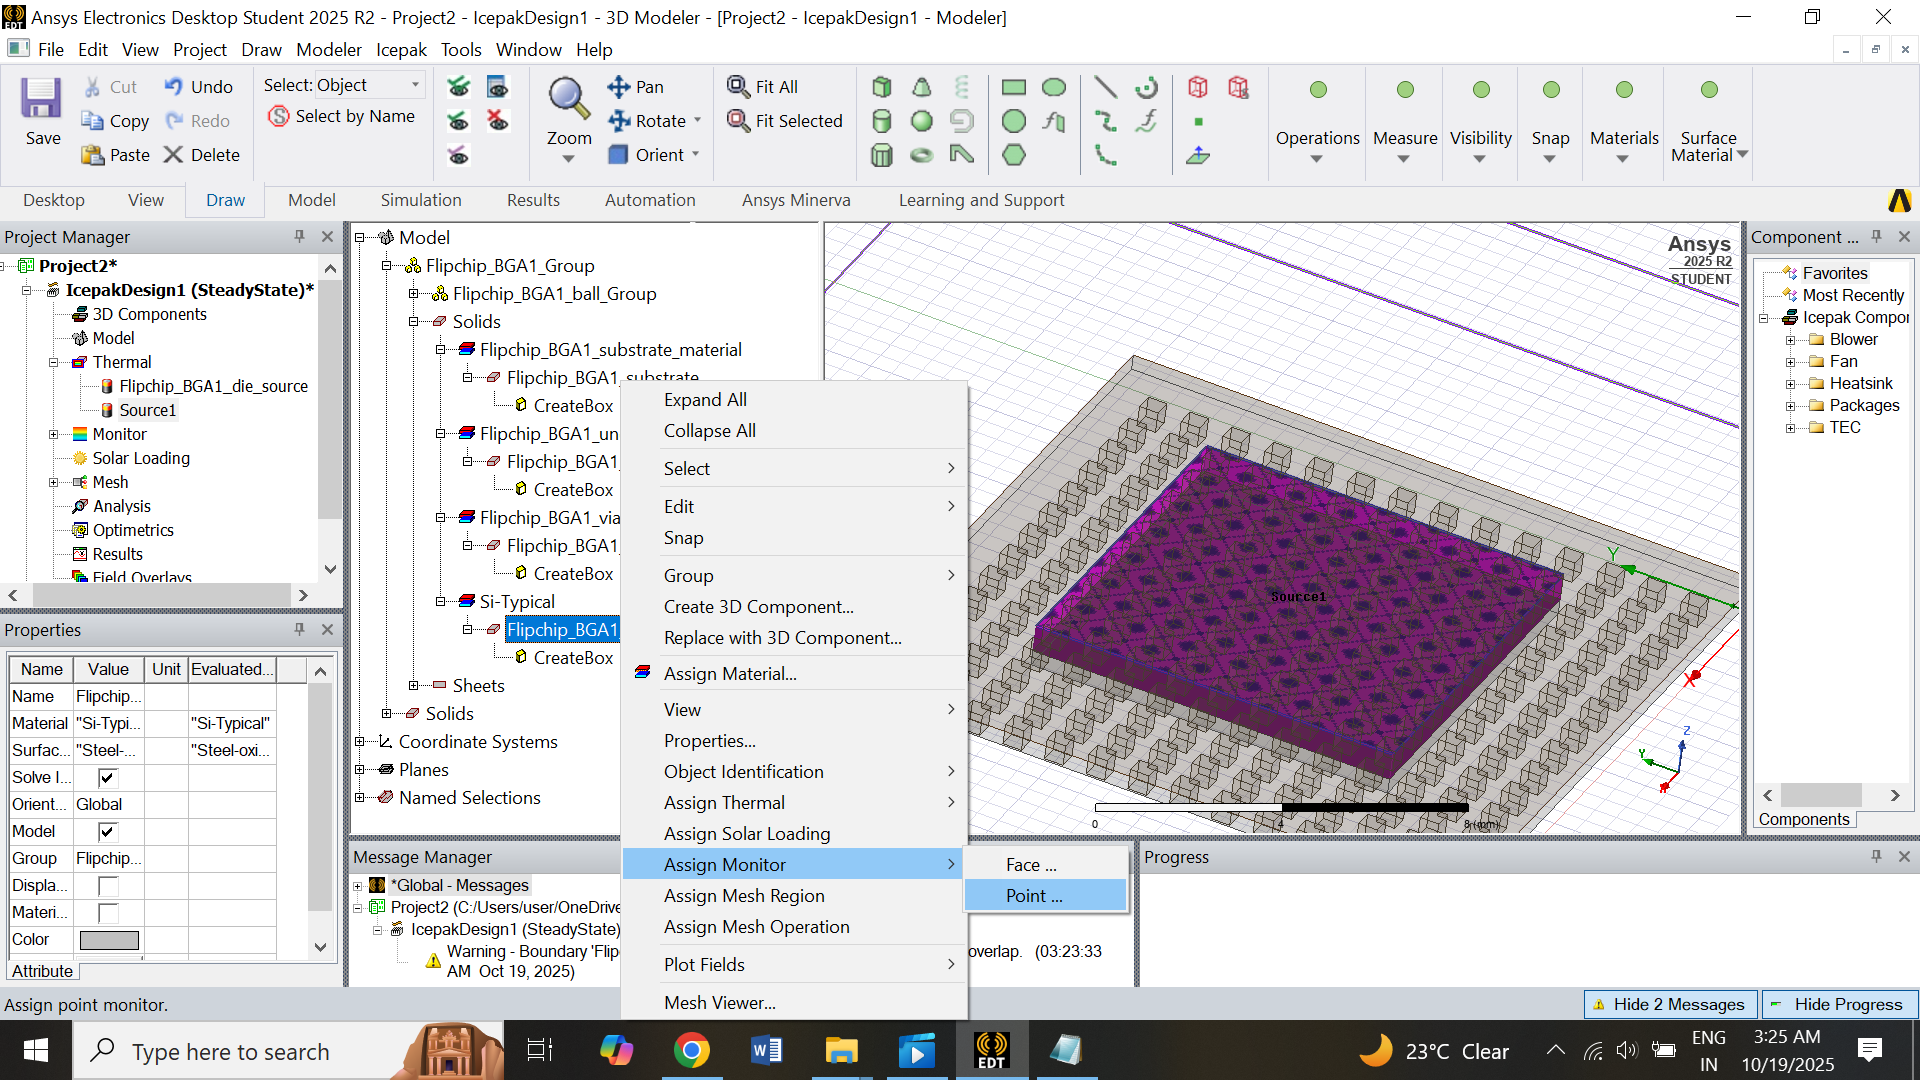 Ansys Electronics Desktop Student 2025 R2 - Project2 - IcepakDesign1 - 3D Modeler - [Project2 - IcepakDesign1 - Modeler]
File Edit View Project Draw Modeler Icepak Tools Window Help
Save
Cut
Copy
Paste
Undo
Redo
Delete
Select: Object
Select by Name
Zoom
Pan
Rotate
Orient
Fit All
Fit Selected
Operations
Measure
Visibility
Snap
Materials
Surface
Material
Desktop View Draw Model Simulation Results Automation Ansys Minerva Learning and Support
Project Manager
Project2*
IcepakDesign1 (SteadyState)*
3D Components
Model
Thermal
Flipchip_BGA1_die_source
Source1
Monitor
Solar Loading
Mesh
Analysis
Optimetrics
Results
Field Overlays
Properties
Name Value Unit Evaluated...
Name Flipchip...
Material "Si-Typi... "Si-Typical"
Surfac... "Steel-... "Steel-oxi...
Solve I...
Orient... Global
Model
Group Flipchip...
Displa...
Materi...
Color
Attribute
Model
Flipchip_BGA1_Group
Flipchip_BGA1_ball_Group
Solids
Flipchip_BGA1_substrate_material
Flipchip_BGA1_substrate
CreateBox
Flipchip_BGA1_un
Flipchip_BGA1_
CreateBox
Flipchip_BGA1_via
Flipchip_BGA1_
CreateBox
Si-Typical
Flipchip_BGA1
CreateBox
Sheets
Solids
Coordinate Systems
Planes
Named Selections
Expand All
Collapse All
Select
Edit
Snap
Group
Create 3D Component...
Replace with 3D Component...
Assign Material...
View
Properties...
Object Identification
Assign Thermal
Assign Solar Loading
Assign Monitor
Assign Mesh Region
Assign Mesh Operation
Plot Fields
Mesh Viewer...
Face ...
Point ...
Ansys
2025 R2
STUDENT
Source1
Y
X
Z
Y
0 4 8 (mm)
Component ...
Favorites
Most Recently
Icepak Compor
Blower
Fan
Heatsink
Packages
TEC
Components
Message Manager
*Global - Messages
Project2 (C:/Users/user/OneDrive
IcepakDesign1 (SteadyState)
Warning - Boundary 'Flip overlap. (03:23:33
AM Oct 19, 2025)
Progress
Assign point monitor.
Hide 2 Messages
Hide Progress
Type here to search
EDT
23°C Clear
ENG
IN
3:25 AM
10/19/2025